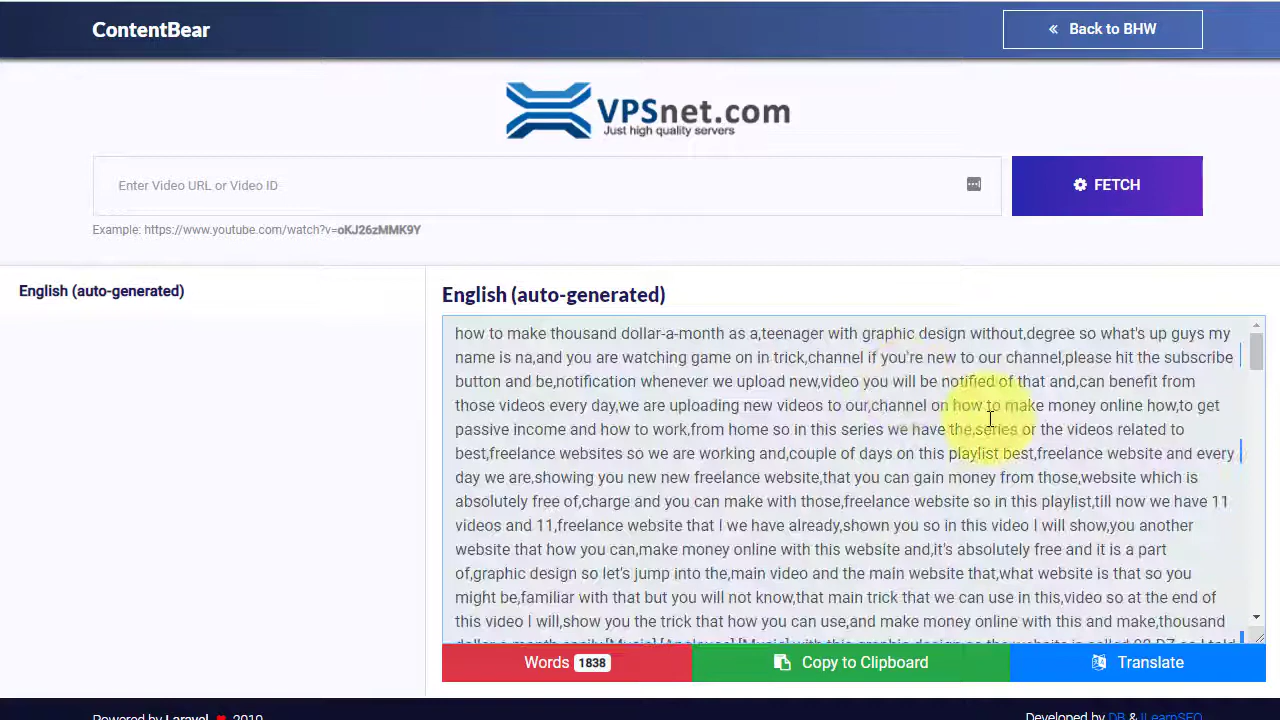 ContentBear
« Back to BHW
VPSnet.com
Just high quality servers
Enter Video URL or Video ID
FETCH
Example: https://www.youtube.com/watch?v=oKJ26zMMK9Y
English (auto-generated)
English (auto-generated)
how to make thousand dollar-a-month as a,teenager with graphic design without,degree so what's up guys my
name is na,and you are watching game on in trick,channel if you're new to our channel,please hit the subscribe
button and be,notification whenever we upload new,video you will be notified of that and,can benefit from
those videos every day,we are uploading new videos to our,channel on how to make money online how,to get
passive income and how to work,from home so in this series we have the,series or the videos related to
best,freelance websites so we are working and,couple of days on this playlist best,freelance website and every
day we are,showing you new new freelance website,that you can gain money from those,website which is
absolutely free of,charge and you can make with those,freelance website so in this playlist,till now we have 11
videos and 11,freelance website that I we have already,shown you so in this video I will show,you another
website that how you can,make money online with this website and,it's absolutely free and it is a part
of,graphic design so let's jump into the,main video and the main website that,what website is that so you
might be,familiar with that but you will not know,that main trick that we can use in this,video so at the end of
this video I will,show you the trick that how you can use,and make money online with this and make,thousand
Words 1838
Copy to Clipboard
Translate
Powered by Laravel 2019
Developed by DB & ILearnSEO